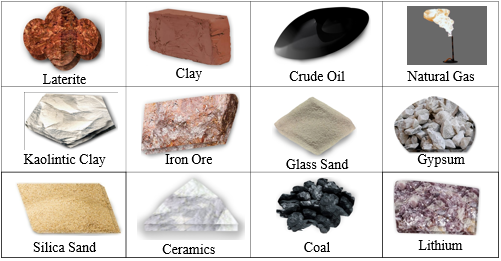 Laterite
Clay
Crude Oil
Natural Gas
Kaolintic Clay
Iron Ore
Glass Sand
Gypsum
Silica Sand
Ceramics
Coal
Lithium